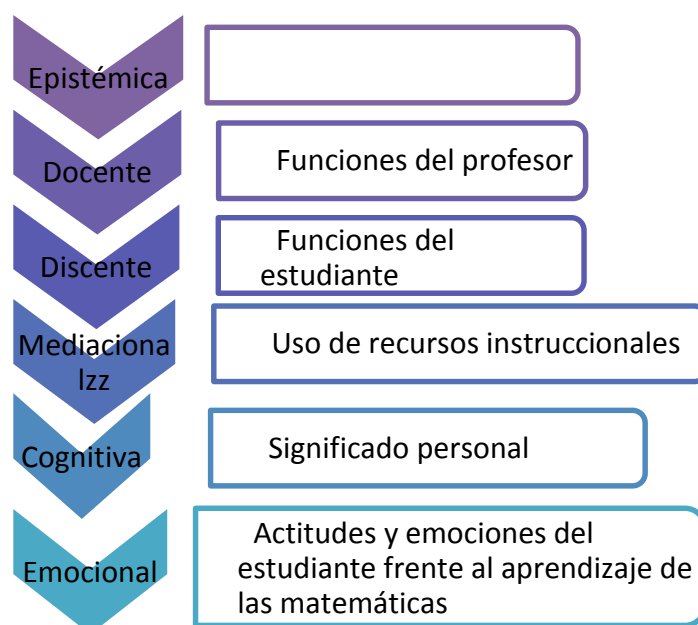 Epistémica
Docente
Funciones del profesor
Discente
Funciones del
estudiante
Mediaciona
lzz
Uso de recursos instruccionales
Cognitiva
Significado personal
Emocional
Actitudes y emociones del
estudiante frente al aprendizaje de
las matemáticas